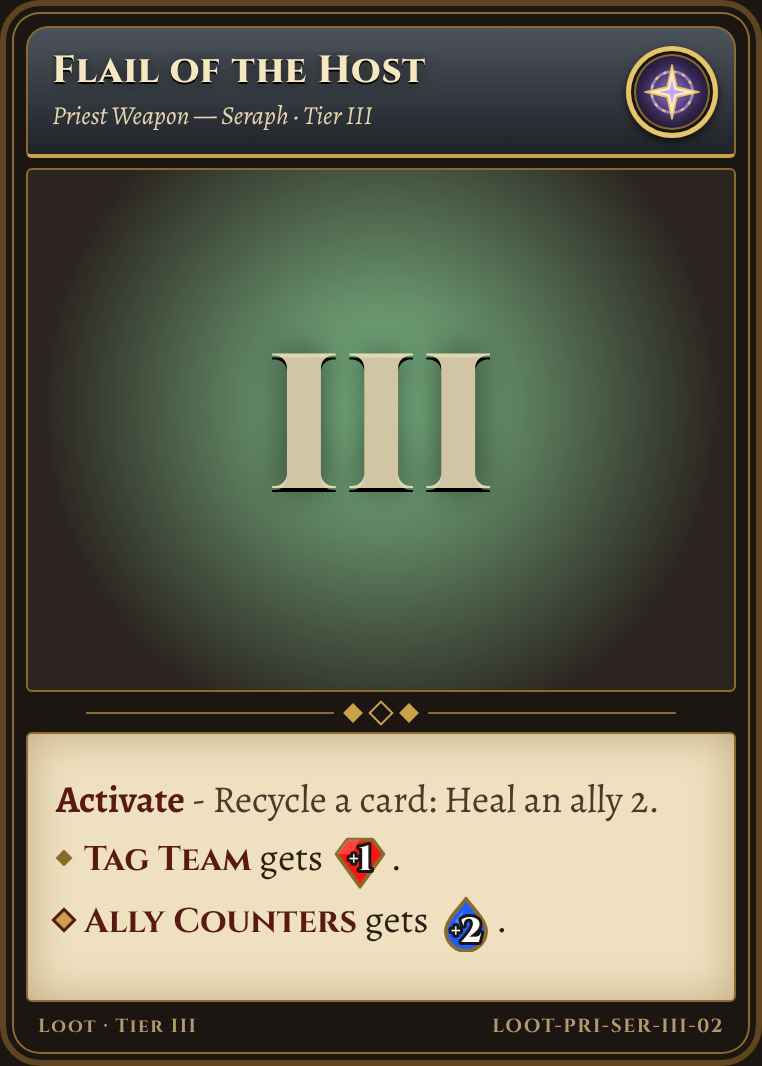 Flail of the Host
Priest Weapon — Seraph · Tier III
III
Activate - Recycle a card: Heal an ally 2.
Tag Team gets +1 .
Ally Counters gets +2 .
Loot · Tier III
LOOT-PRI-SER-III-02